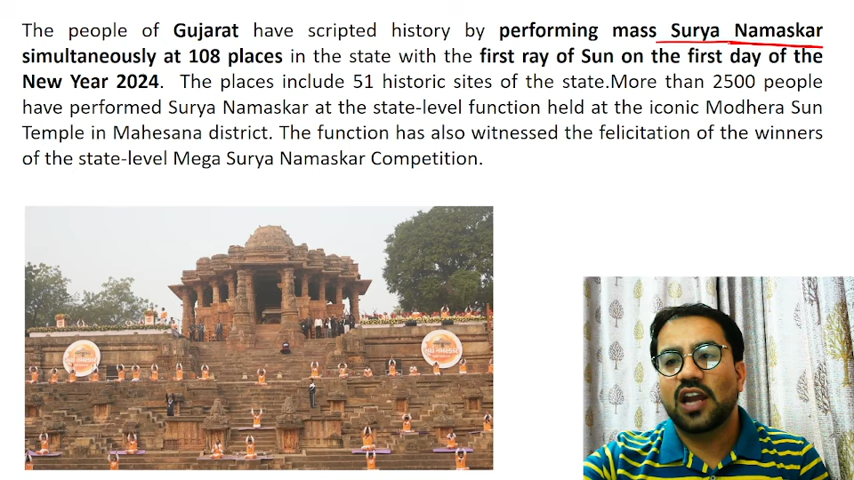 The people of Gujarat have scripted history by performing mass Surya Namaskar
simultaneously at 108 places in the state with the first ray of Sun on the first day of the
New Year 2024. The places include 51 historic sites of the state.More than 2500 people
have performed Surya Namaskar at the state-level function held at the iconic Modhera Sun
Temple in Mahesana district. The function has also witnessed the felicitation of the winners
of the state-level Mega Surya Namaskar Competition.